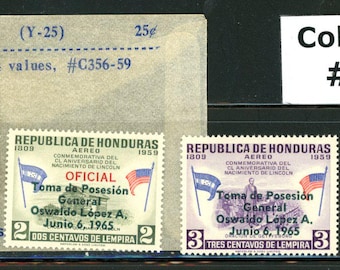 (Y-25) 25¢
values, #C356-59
Col
#
REPUBLICA DE HONDURAS
1809 AEREO 1959
CONMEMORATIVA DEL
CL ANIVERSARIO DEL
NACIMIENTO DE LINCOLN
OFICIAL
Toma de Posesión
General
Oswaldo López A.
Junio 6, 1965
2 2
DOS CENTAVOS DE LEMPIRA
REPUBLICA DE HONDURAS
1809 AEREO 1959
CONMEMORATIVA DEL
CL ANIVERSARIO DEL
NACIMIENTO DE LINCOLN
Toma de Posesión
General
Oswaldo López A.
Junio 6, 1965
3 3
TRES CENTAVOS DE LEMPIRA